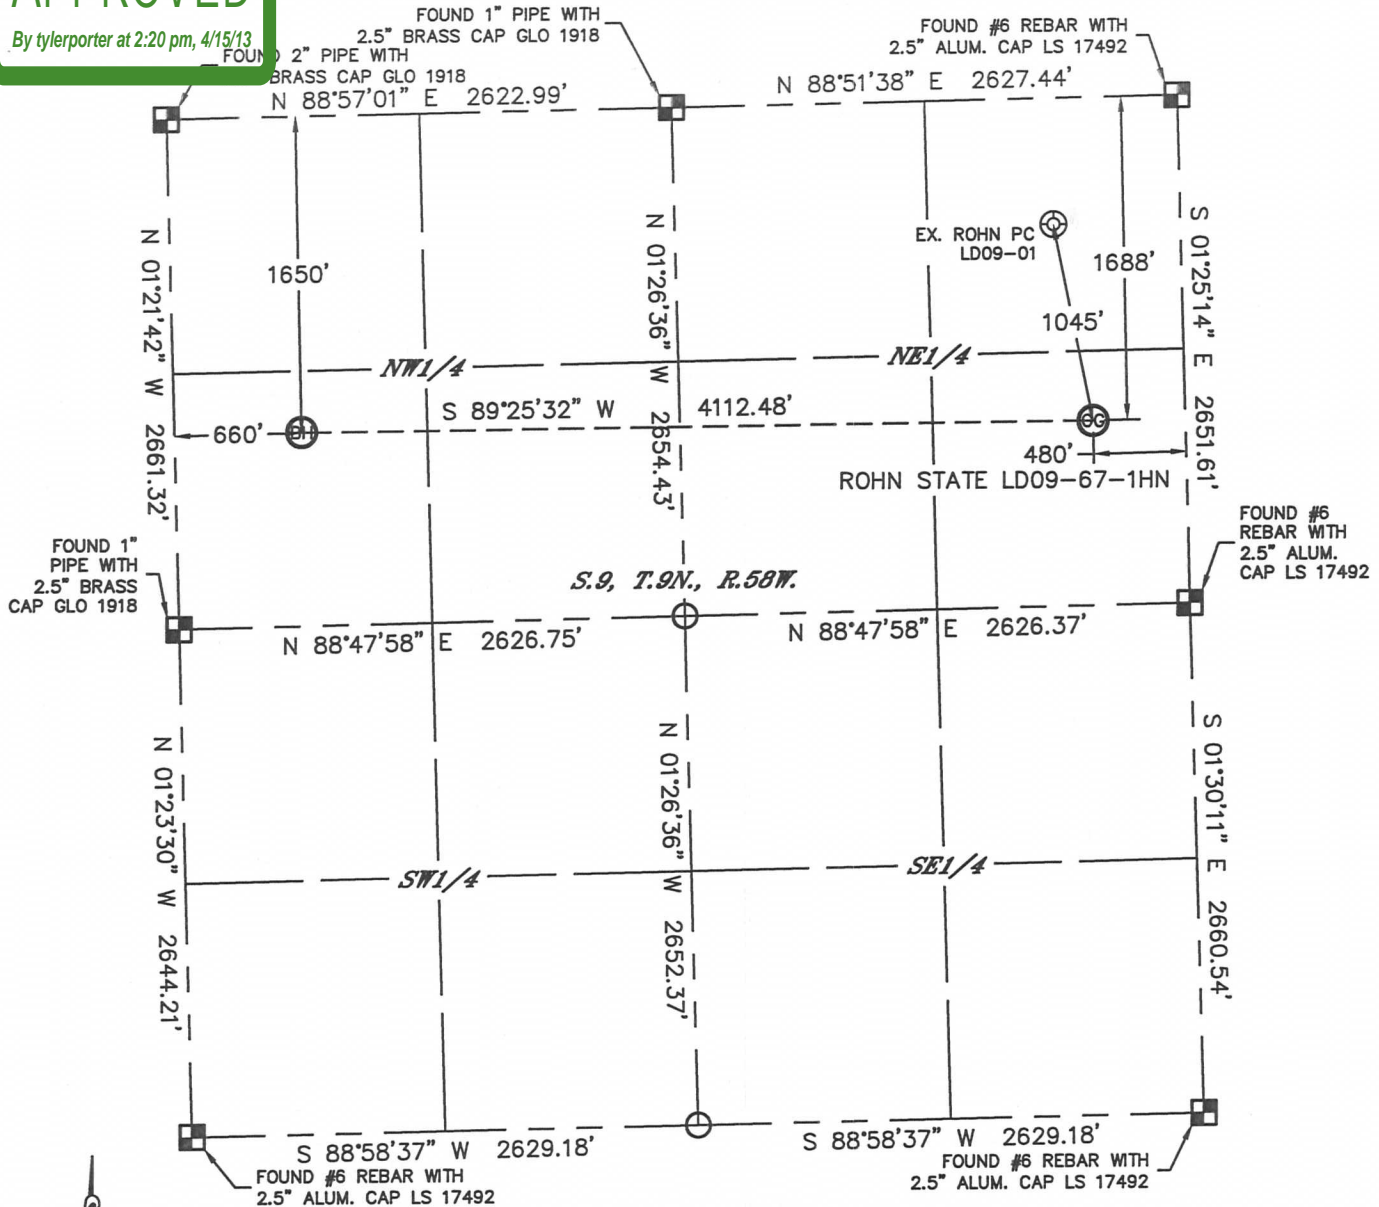 APPROVED
By tylerporter at 2:20 pm, 4/15/13
FOUND 1" PIPE WITH
2.5" BRASS CAP GLO 1918
FOUND #6 REBAR WITH
2.5" ALUM. CAP LS 17492
FOUND 2" PIPE WITH
BRASS CAP GLO 1918
N 88°57'01" E 2622.99'
N 88°51'38" E 2627.44'
N 01°21'42" W 2661.32'
1650'
N 01°26'36" W 2654.43'
EX. ROHN PC
LD09-01
1688'
1045'
S 01°25'14" E 2651.61'
NW1/4
NE1/4
S 89°25'32" W 4112.48'
660'
BH
480'
ROHN STATE LD09-67-1HN
FOUND 1"
PIPE WITH
2.5" BRASS
CAP GLO 1918
FOUND #6
REBAR WITH
2.5" ALUM.
CAP LS 17492
S.9, T.9N., R.58W.
N 88°47'58" E 2626.75'
N 88°47'58" E 2626.37'
N 01°23'30" W 2644.21'
N 01°26'36" W 2652.37'
S 01°30'11" E 2660.54'
SW1/4
SE1/4
S 88°58'37" W 2629.18'
S 88°58'37" W 2629.18'
FOUND #6 REBAR WITH
2.5" ALUM. CAP LS 17492
FOUND #6 REBAR WITH
2.5" ALUM. CAP LS 17492